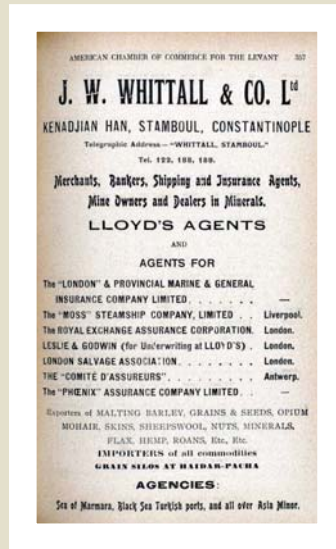 AMERICAN CHAMBER OF COMMERCE FOR THE LEVANT 357
J. W. WHITTALL & CO. Ltd
KENADJIAN HAN, STAMBOUL, CONSTANTINOPLE
Telegraphic Address — "WHITTALL, STAMBOUL."
Tel. 122, 188, 189.
Merchants, Bankers, Shipping and Insurance Agents,
Mine Owners and Dealers in Minerals.
LLOYD'S AGENTS
AND
AGENTS FOR
The "LONDON" & PROVINCIAL MARINE & GENERAL
INSURANCE COMPANY LIMITED. . . . . . . —
The "MOSS" STEAMSHIP COMPANY, LIMITED . . Liverpool.
The ROYAL EXCHANGE ASSURANCE CORPORATION. London.
LESLIE & GODWIN (for Underwriting at LLOYD'S) . London.
LONDON SALVAGE ASSOCIATION. . . . . . . London.
THE "COMITÉ D'ASSUREURS". . . . . . . . Antwerp.
The "PHŒNIX" ASSURANCE COMPANY LIMITED. . —
Exporters of MALTING BARLEY, GRAINS & SEEDS, OPIUM
MOHAIR, SKINS, SHEEPSWOOL, NUTS, MINERALS,
FLAX, HEMP, ROANS, Etc., Etc.
IMPORTERS of all commodities
GRAIN SILOS AT HAIDAR-PACHA
AGENCIES:
Sea of Marmara, Black Sea Turkish ports, and all over Asia Minor.